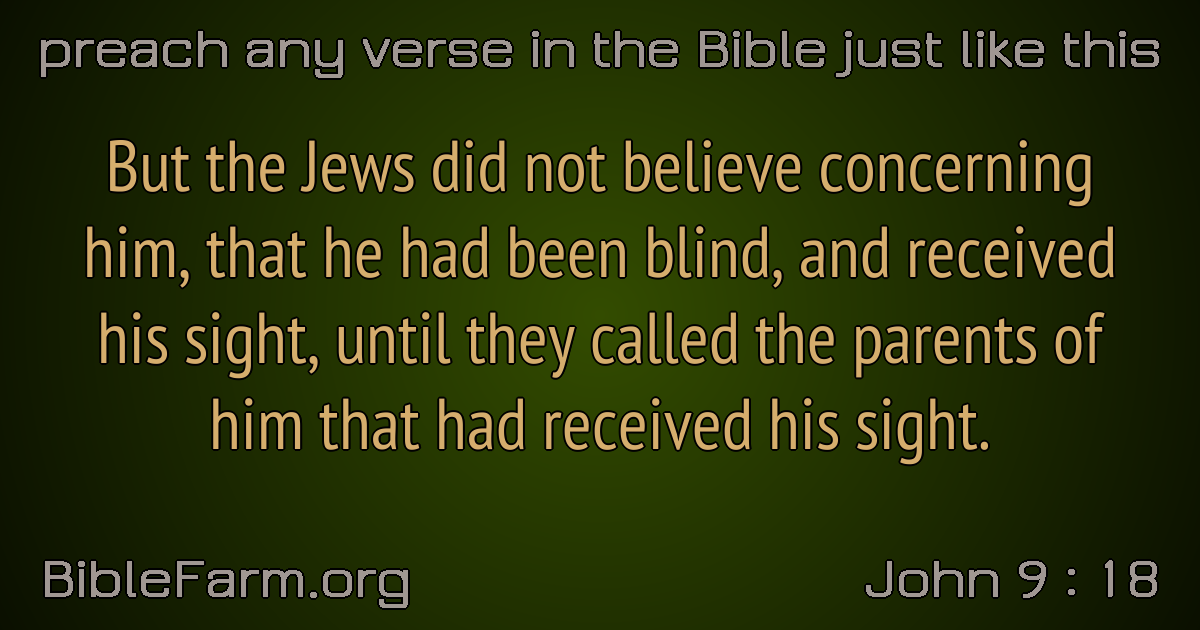 preach any verse in the Bible just like this
But the Jews did not believe concerning
him, that he had been blind, and received
his sight, until they called the parents of
him that had received his sight.
BibleFarm.org
John 9 : 18